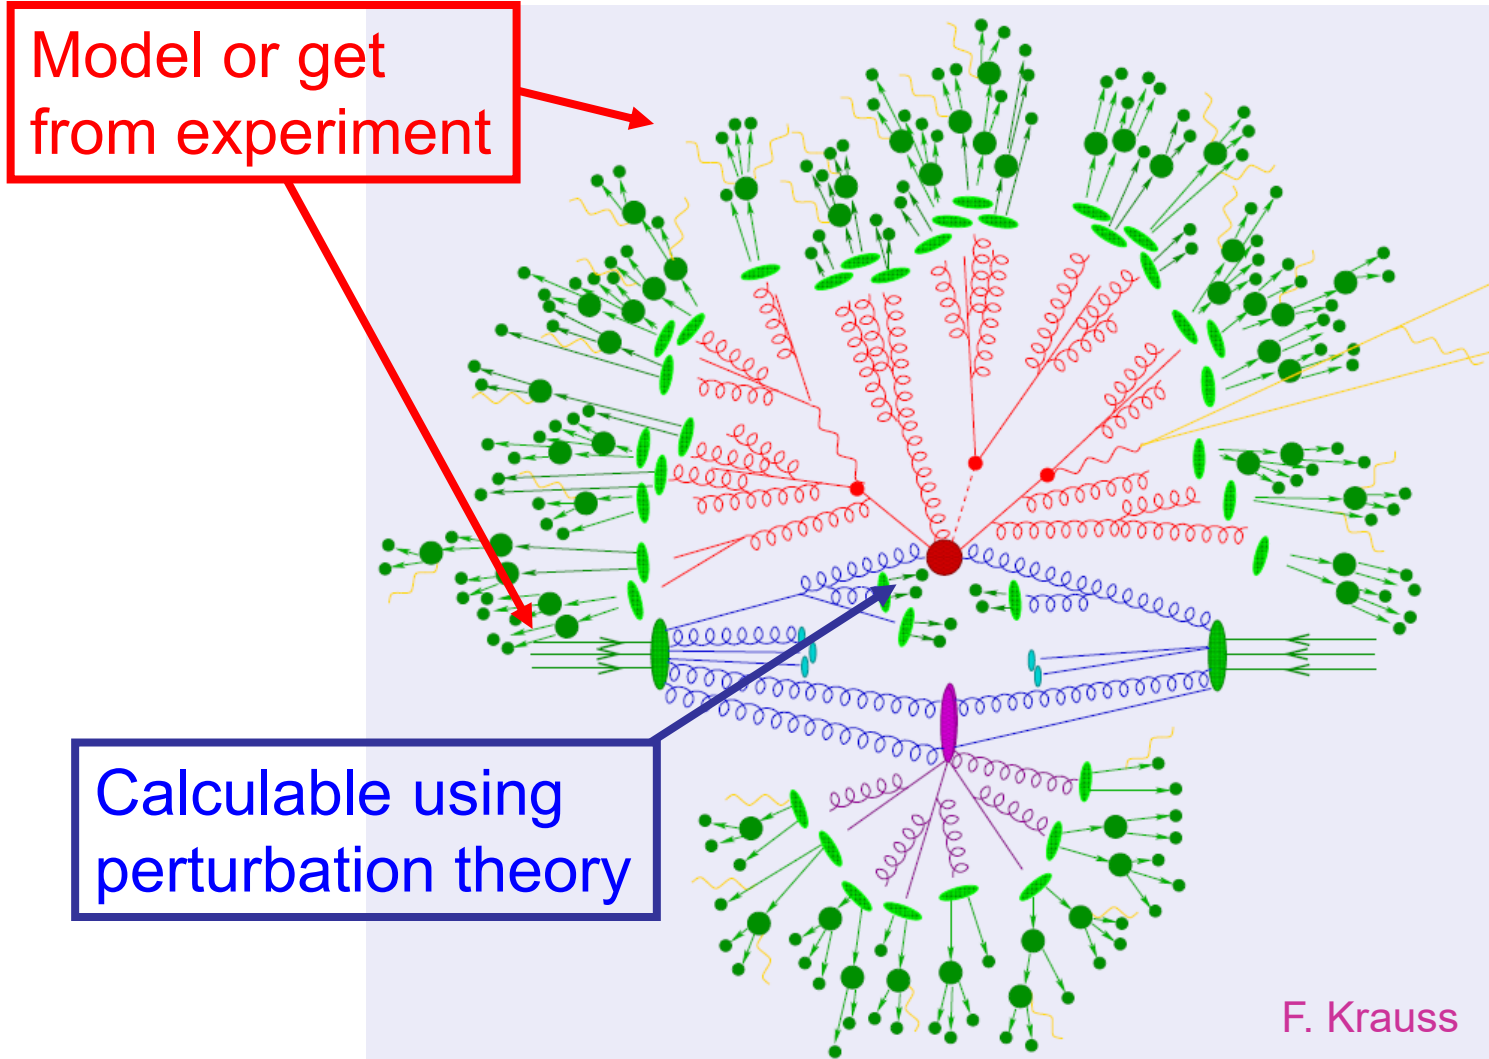 Model or get
from experiment
Calculable using
perturbation theory
F. Krauss